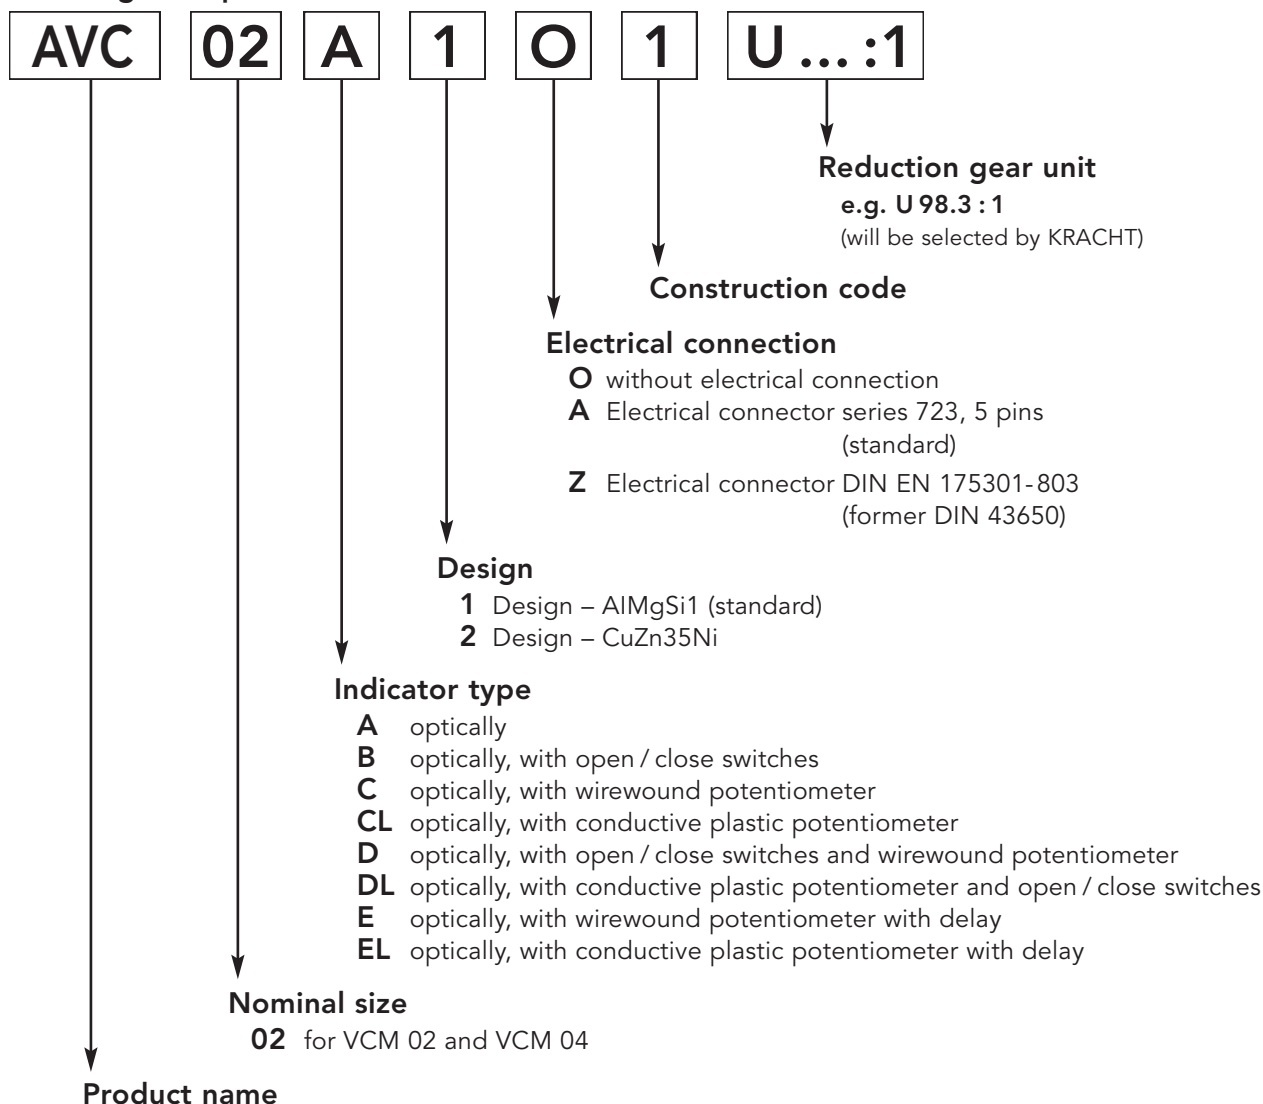 AVC 02 A 1 O 1 U ... :1
Reduction gear unit
e.g. U 98.3 : 1
(will be selected by KRACHT)
Construction code
Electrical connection
O without electrical connection
A Electrical connector series 723, 5 pins
(standard)
Z Electrical connector DIN EN 175301-803
(former DIN 43650)
Design
1 Design – AlMgSi1 (standard)
2 Design – CuZn35Ni
Indicator type
A optically
B optically, with open / close switches
C optically, with wirewound potentiometer
CL optically, with conductive plastic potentiometer
D optically, with open / close switches and wirewound potentiometer
DL optically, with conductive plastic potentiometer and open / close switches
E optically, with wirewound potentiometer with delay
EL optically, with conductive plastic potentiometer with delay
Nominal size
02 for VCM 02 and VCM 04
Product name